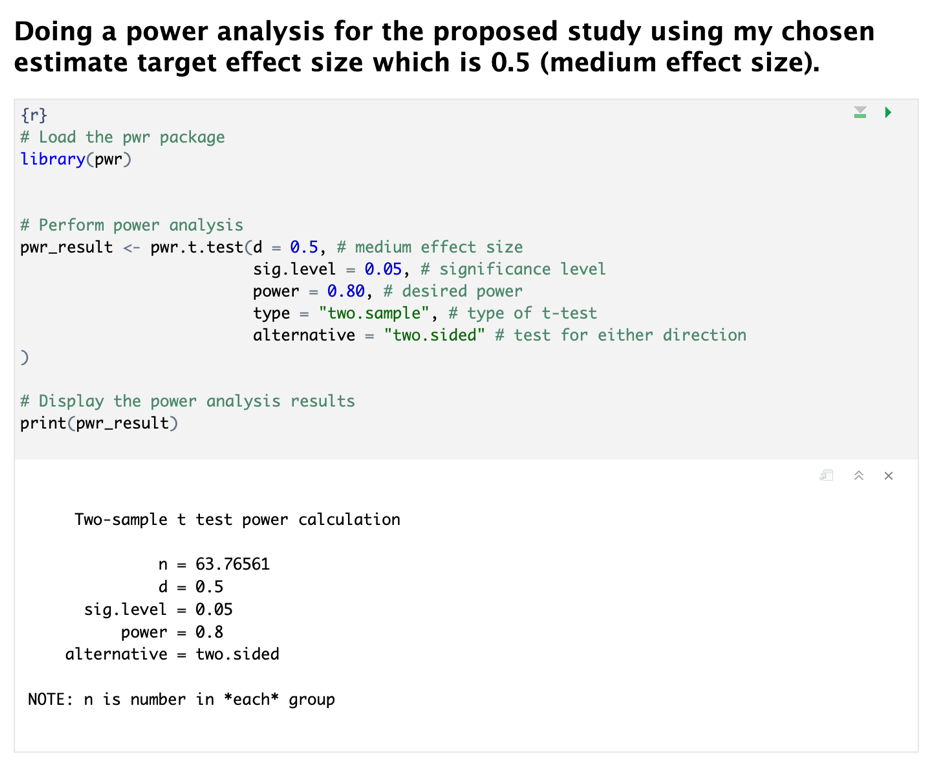 Doing a power analysis for the proposed study using my chosen
estimate target effect size which is 0.5 (medium effect size).
{r}
# Load the pwr package
library(pwr)
# Perform power analysis
pwr_result <- pwr.t.test(d = 0.5, # medium effect size
sig.level = 0.05, # significance level
power = 0.80, # desired power
type = "two.sample", # type of t-test
alternative = "two.sided" # test for either direction
)
# Display the power analysis results
print(pwr_result)
Two-sample t test power calculation
n = 63.76561
d = 0.5
sig.level = 0.05
power = 0.8
alternative = two.sided
NOTE: n is number in *each* group